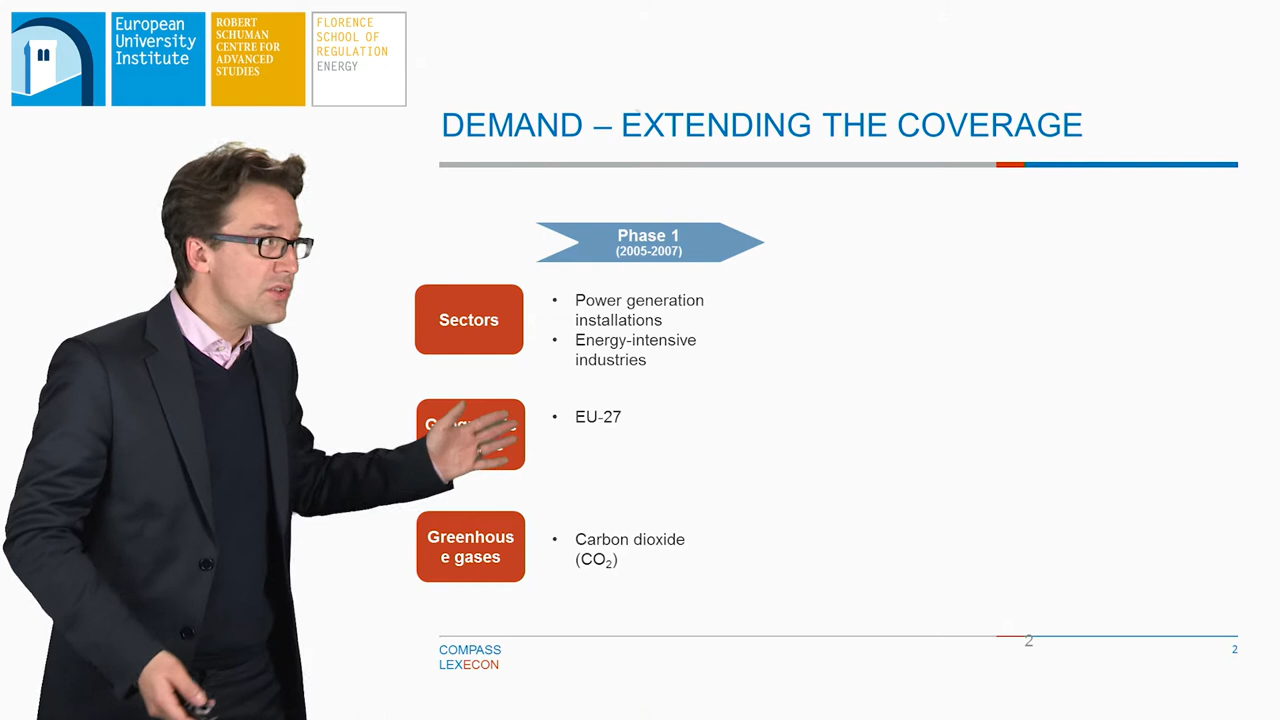 European
University
Institute
ROBERT
SCHUMAN
CENTRE FOR
ADVANCED
STUDIES
FLORENCE
SCHOOL OF
REGULATION
ENERGY
DEMAND – EXTENDING THE COVERAGE
Phase 1
(2005-2007)
Sectors
• Power generation
installations
• Energy-intensive
industries
• EU-27
Greenhous
e gases
• Carbon dioxide
(CO₂)
COMPASS
LEXECON
2
2